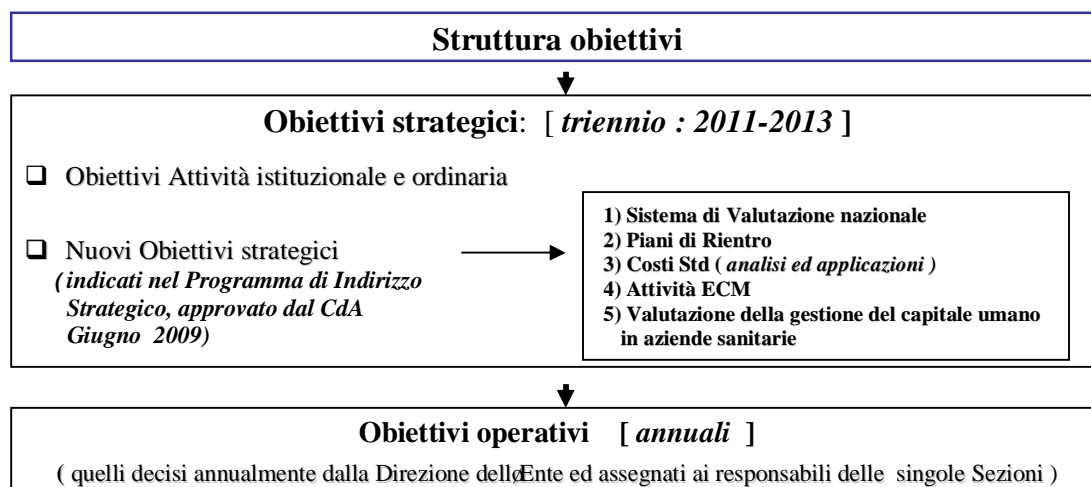 Struttura obiettivi
Obiettivi strategici: [ triennio : 2011-2013 ]
❑ Obiettivi Attività istituzionale e ordinaria
❑ Nuovi Obiettivi strategici
( indicati nel Programma di Indirizzo
Strategico, approvato dal CdA
Giugno 2009)
1) Sistema di Valutazione nazionale
2) Piani di Rientro
3) Costi Std ( analisi ed applicazioni )
4) Attività ECM
5) Valutazione della gestione del capitale umano
in aziende sanitarie
Obiettivi operativi [ annuali ]
( quelli decisi annualmente dalla Direzione dell'Ente ed assegnati ai responsabili delle singole Sezioni )